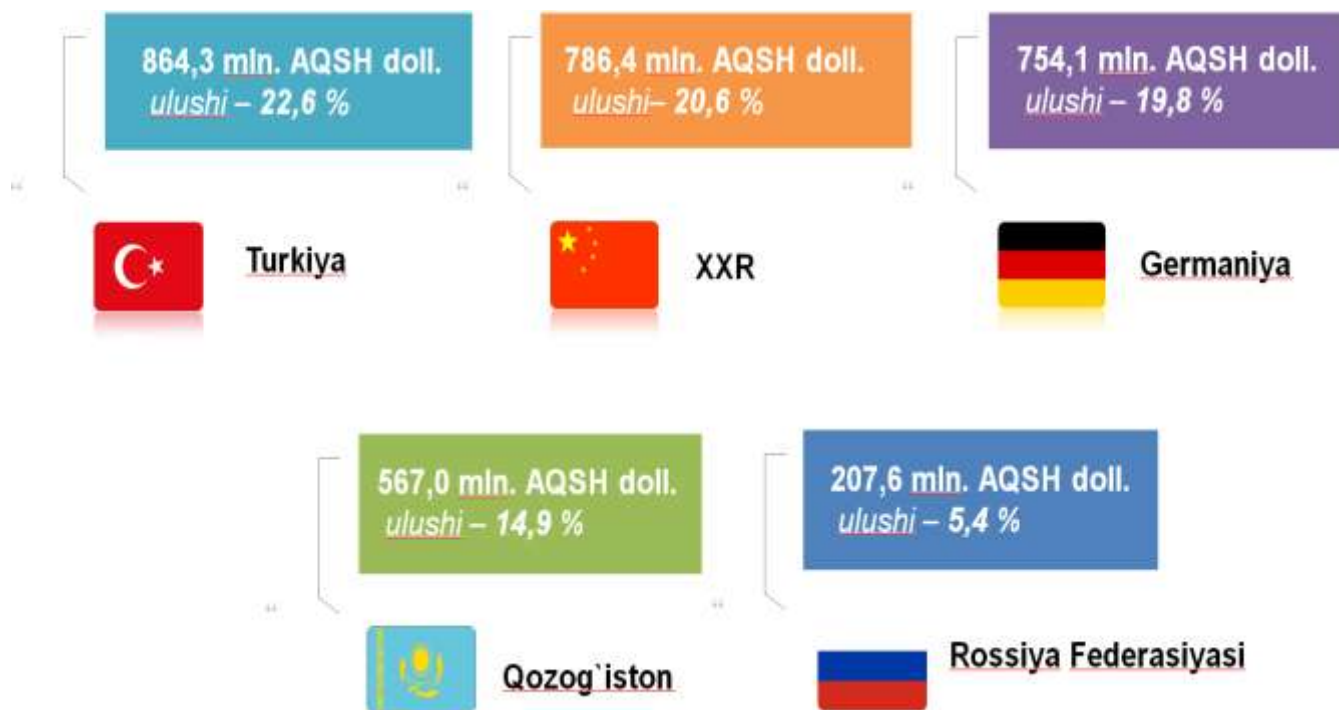 864,3 mln. AQSH doll.
ulushi – 22,6 %
786,4 mln. AQSH doll.
ulushi– 20,6 %
754,1 mln. AQSH doll.
ulushi – 19,8 %
Turkiya
XXR
Germaniya
567,0 mln. AQSH doll.
ulushi – 14,9 %
207,6 mln. AQSH doll.
ulushi – 5,4 %
Qozog`iston
Rossiya Federasiyasi